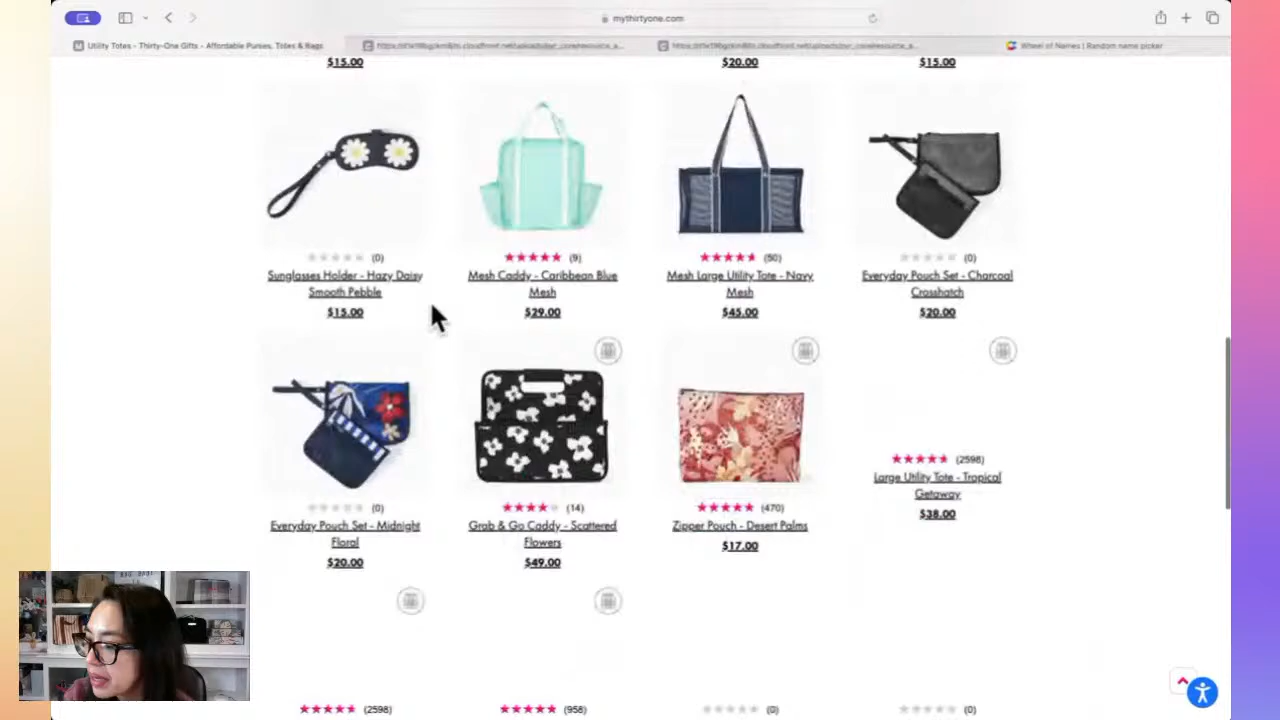 mythirtyone.com
Utility Totes - Thirty-One Gifts - Affordable Purses, Totes & Bags
Wheel of Names | Random name picker
$15.00
$20.00
$15.00
(0)
(9)
(50)
(0)
Sunglasses Holder - Hazy Daisy
Smooth Pebble
Mesh Caddy - Caribbean Blue
Mesh
Mesh Large Utility Tote - Navy
Mesh
Everyday Pouch Set - Charcoal
Crosshatch
$15.00
$29.00
$45.00
$20.00
(2598)
Large Utility Tote - Tropical
Getaway
$38.00
(0)
(14)
(470)
Everyday Pouch Set - Midnight
Floral
Grab & Go Caddy - Scattered
Flowers
Zipper Pouch - Desert Palms
$20.00
$49.00
$17.00
(2598)
(958)
(0)
(0)